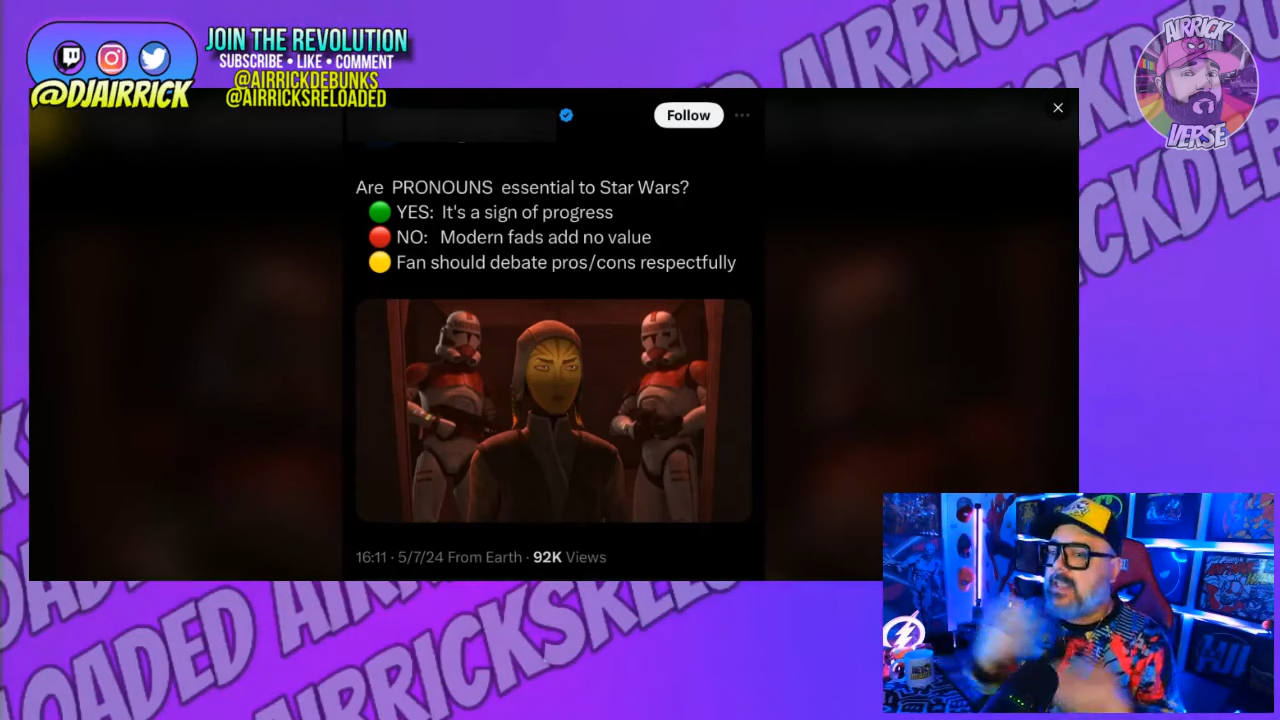 JOIN THE REVOLUTION
SUBSCRIBE • LIKE • COMMENT
@AIRRICKDEBUNKS
@AIRRICKSRELOADED
@DJAIRRICK
AIRRICK
VERSE
Follow
Are PRONOUNS essential to Star Wars?
YES: It's a sign of progress
NO: Modern fads add no value
Fan should debate pros/cons respectfully
16:11 · 5/7/24 From Earth · 92K Views